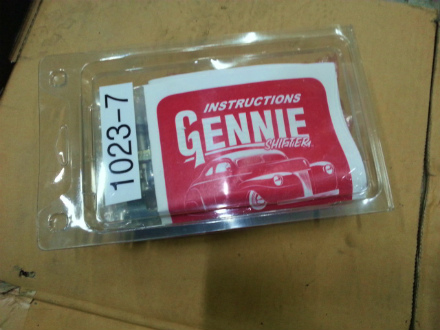 1023-7
INSTRUCTIONS
GENNIE
SHIFTER